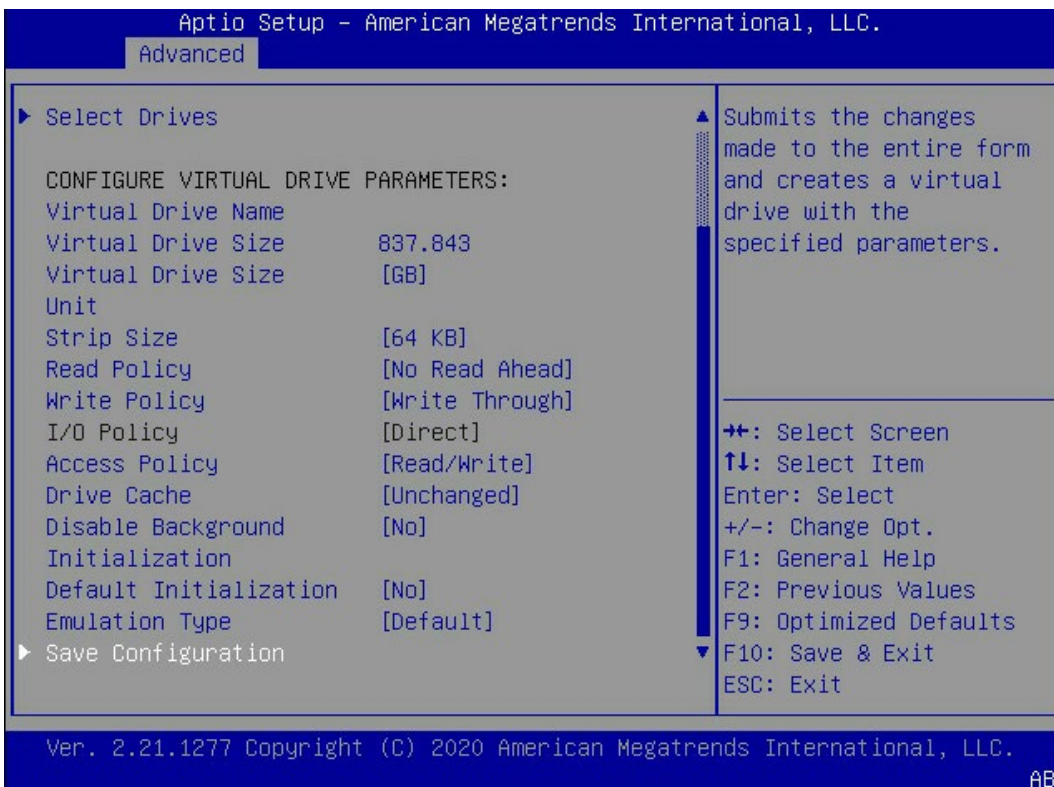 Aptio Setup – American Megatrends International, LLC.
Advanced
Select Drives
CONFIGURE VIRTUAL DRIVE PARAMETERS:
Virtual Drive Name
Virtual Drive Size 837.843
Virtual Drive Size [GB]
Unit
Strip Size [64 KB]
Read Policy [No Read Ahead]
Write Policy [Write Through]
I/O Policy [Direct]
Access Policy [Read/Write]
Drive Cache [Unchanged]
Disable Background [No]
Initialization
Default Initialization [No]
Emulation Type [Default]
Save Configuration
Submits the changes
made to the entire form
and creates a virtual
drive with the
specified parameters.
→←: Select Screen
↑↓: Select Item
Enter: Select
+/-: Change Opt.
F1: General Help
F2: Previous Values
F9: Optimized Defaults
F10: Save & Exit
ESC: Exit
Ver. 2.21.1277 Copyright (C) 2020 American Megatrends International, LLC.
AB